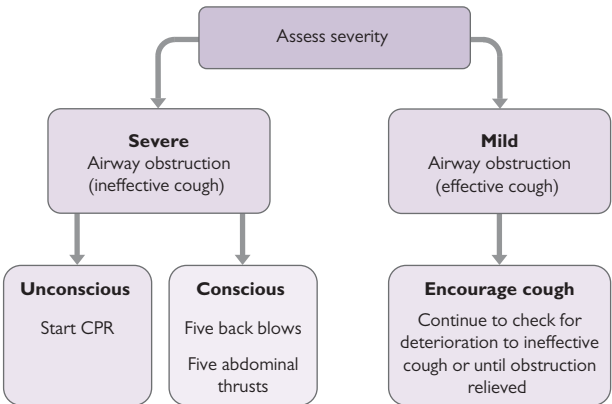 Assess severity
Severe
Airway obstruction
(ineffective cough)
Mild
Airway obstruction
(effective cough)
Unconscious
Start CPR
Conscious
Five back blows
Five abdominal
thrusts
Encourage cough
Continue to check for
deterioration to ineffective
cough or until obstruction
relieved